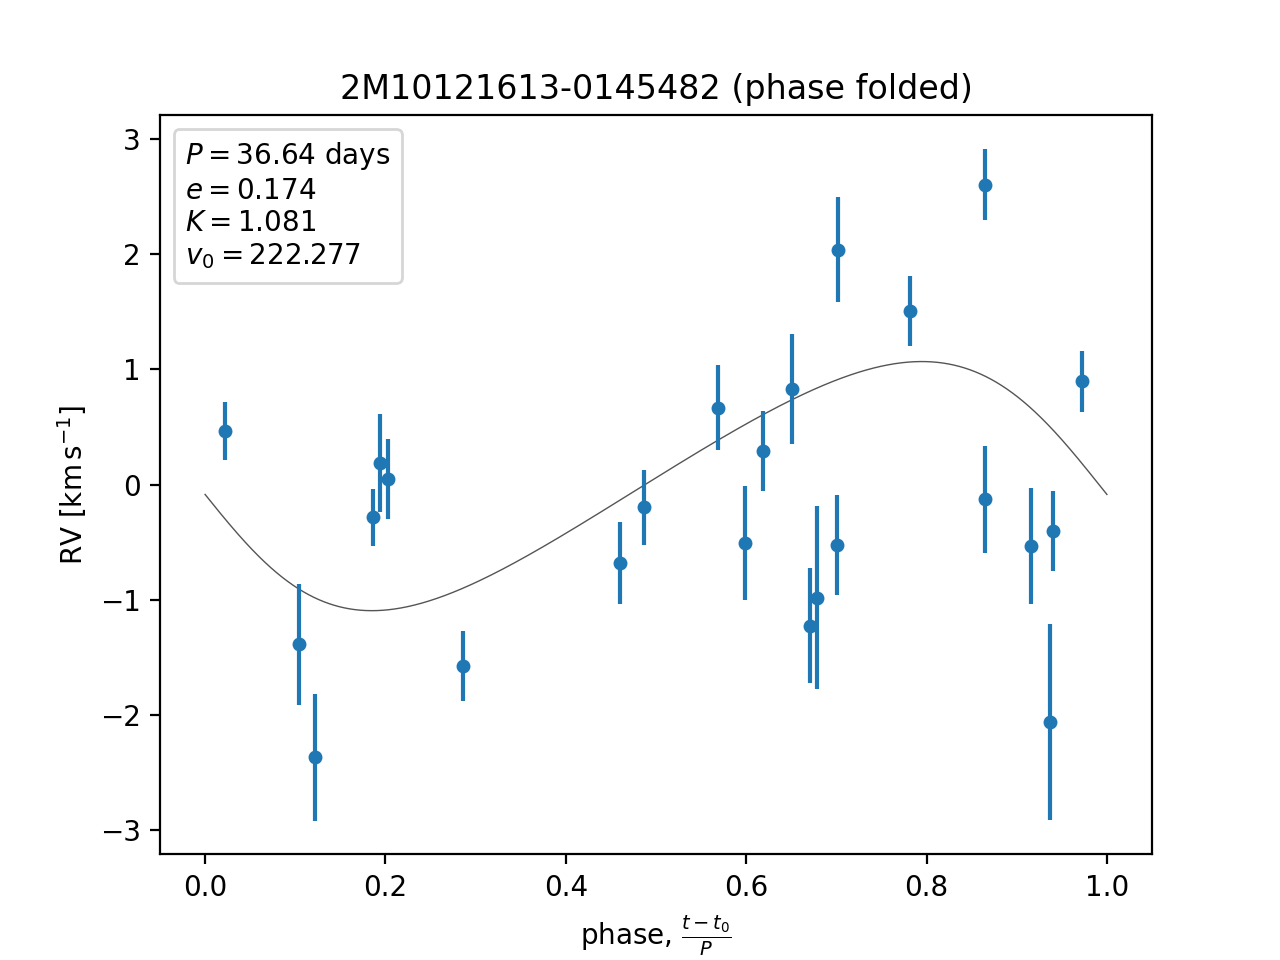 2M10121613-0145482 (phase folded)
P = 36.64 days
e = 0.174
K = 1.081
v₀ = 222.277
3
2
1
0
−1
−2
−3
RV [km s⁻¹]
0.0 0.2 0.4 0.6 0.8 1.0
phase, (t − t₀)/P